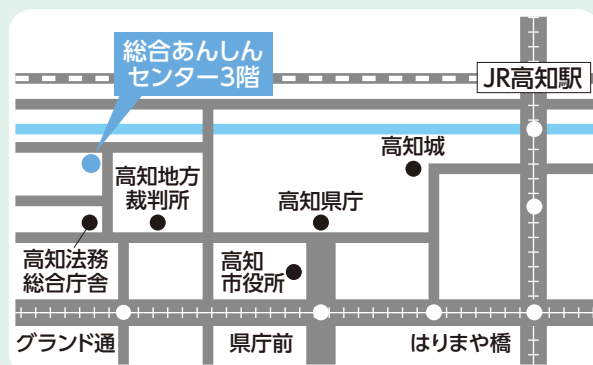 総合あんしん
センター3階
JR高知駅
高知城
高知地方
裁判所
高知県庁
高知法務
総合庁舎
高知
市役所
グランド通
県庁前
はりまや橋